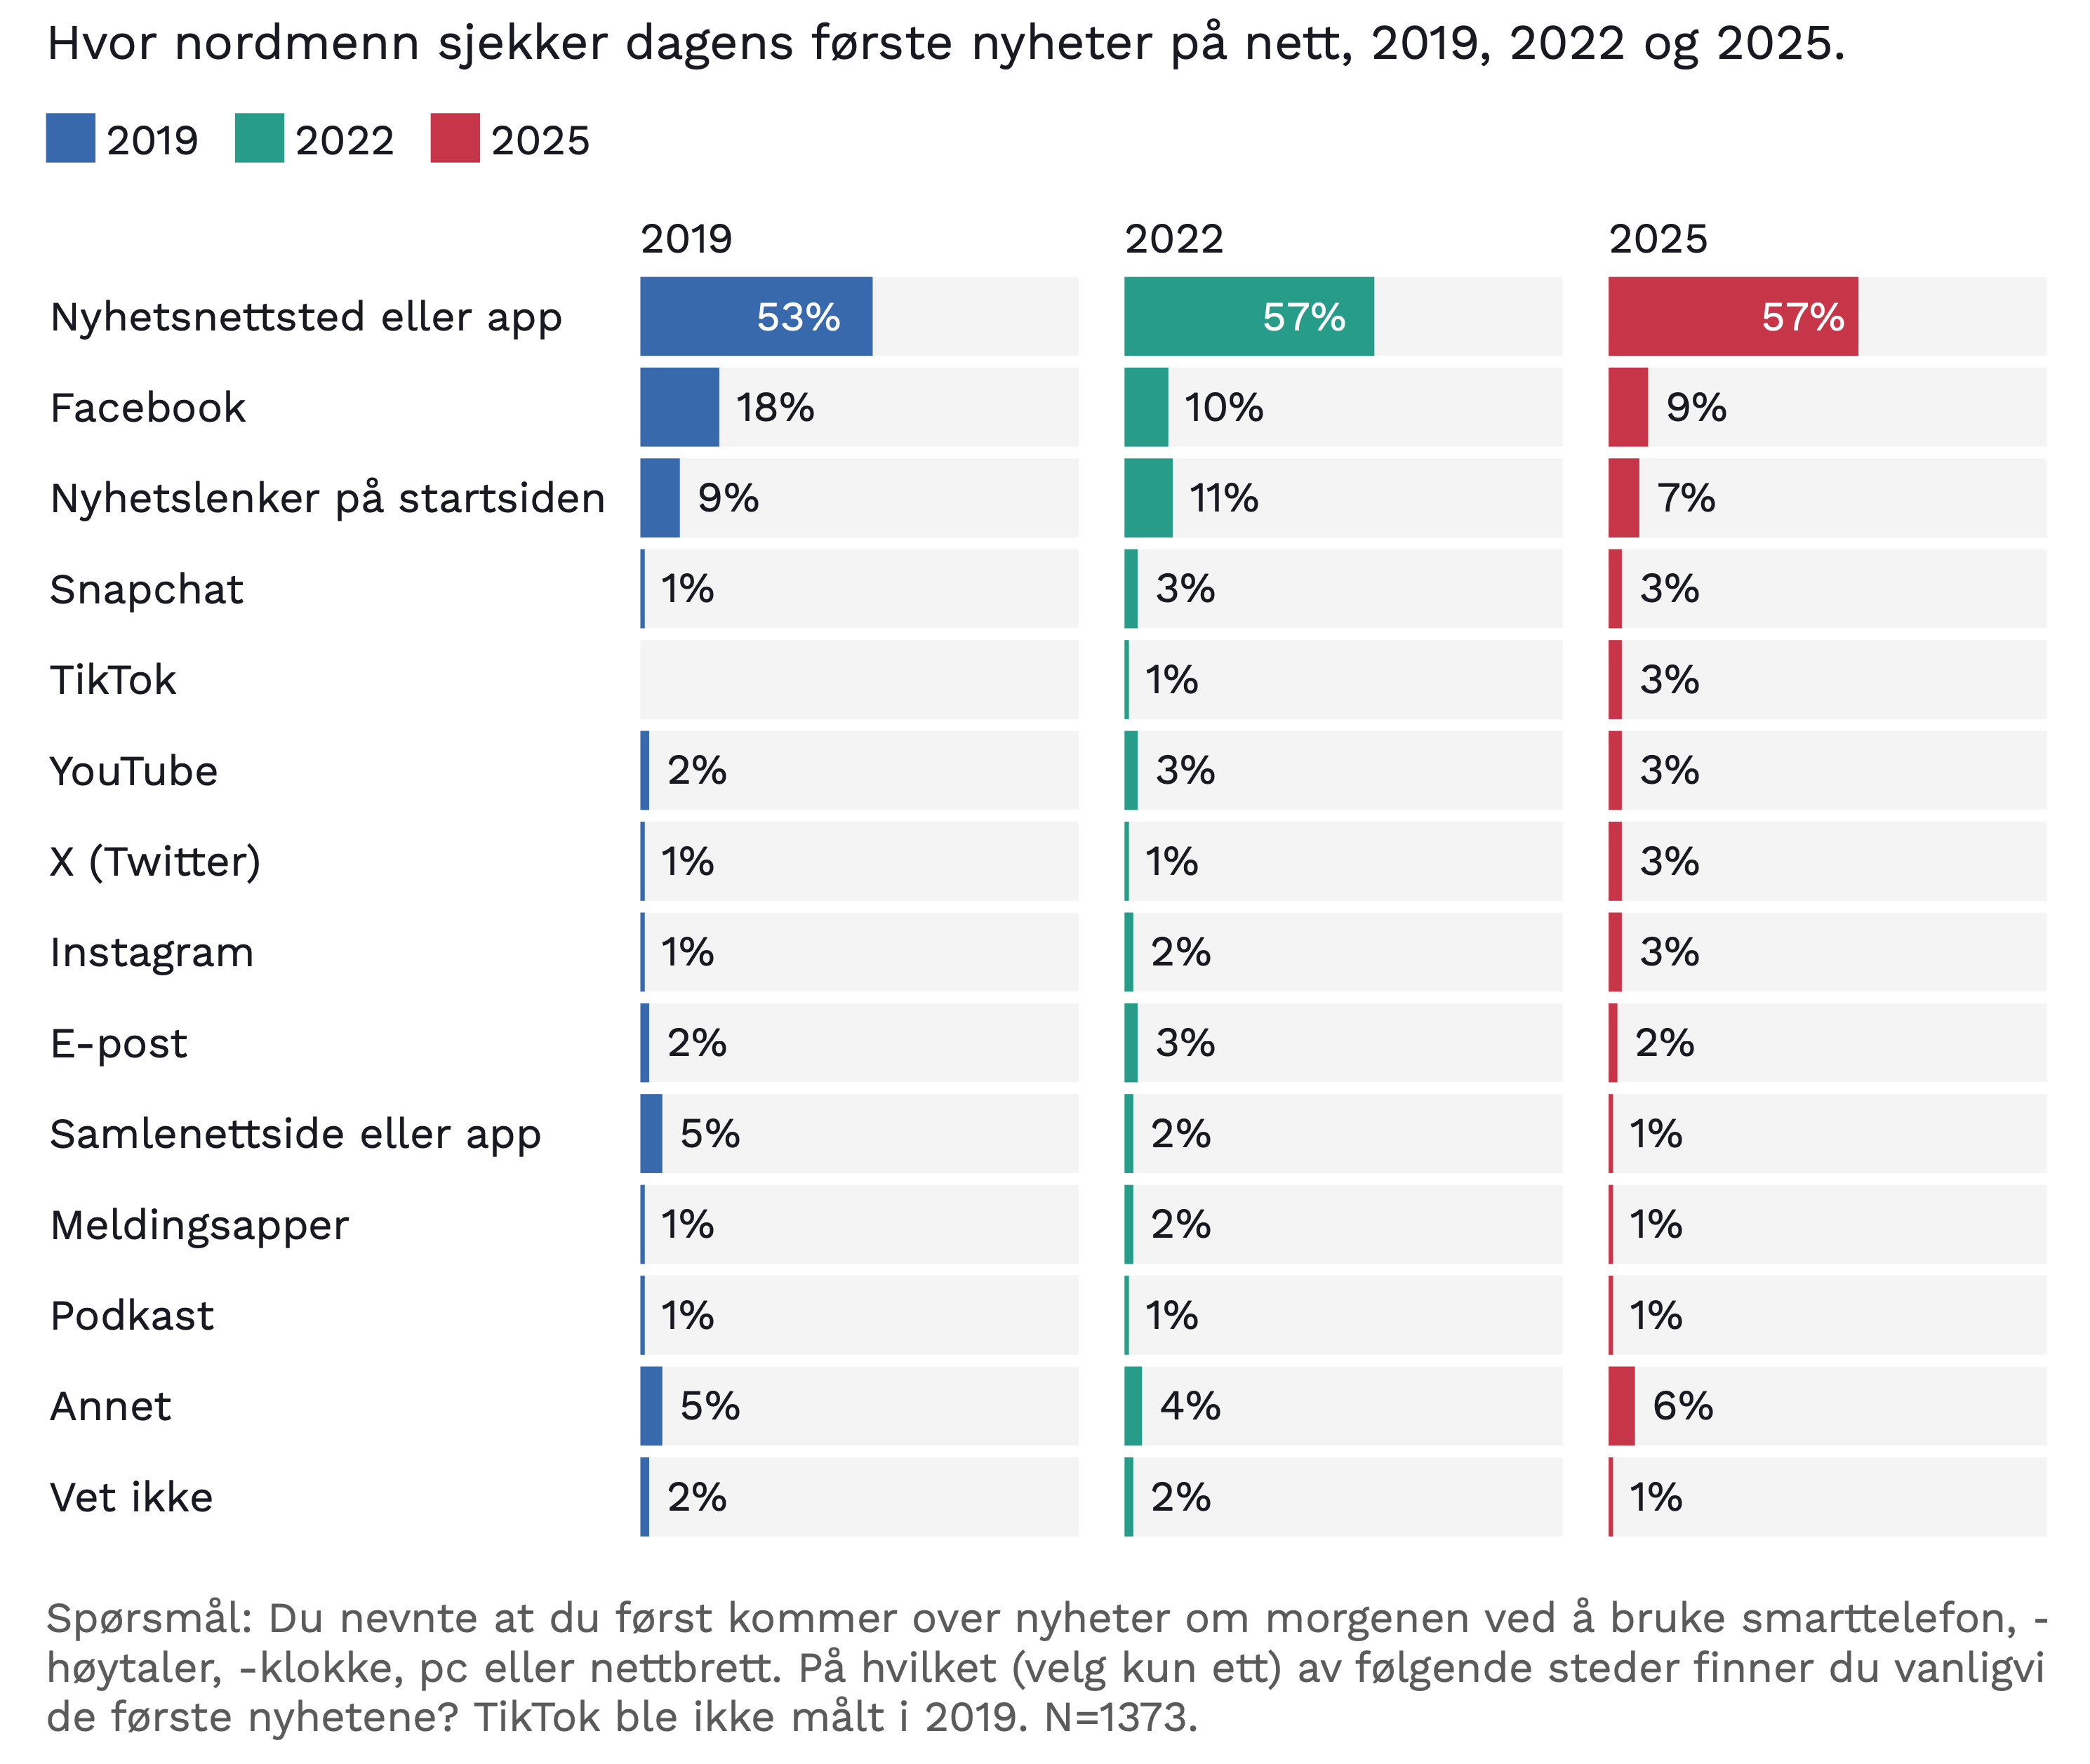 Hvor nordmenn sjekker dagens første nyheter på nett, 2019, 2022 og 2025.
2019 2022 2025
2019 2022 2025
Nyhetsnettsted eller app 53% 57% 57%
Facebook 18% 10% 9%
Nyhetslenker på startsiden 9% 11% 7%
Snapchat 1% 3% 3%
TikTok 1% 3%
YouTube 2% 3% 3%
X (Twitter) 1% 1% 3%
Instagram 1% 2% 3%
E-post 2% 3% 2%
Samlenettside eller app 5% 2% 1%
Meldingsapper 1% 2% 1%
Podkast 1% 1% 1%
Annet 5% 4% 6%
Vet ikke 2% 2% 1%
Spørsmål: Du nevnte at du først kommer over nyheter om morgenen ved å bruke smarttelefon, -
høytaler, -klokke, pc eller nettbrett. På hvilket (velg kun ett) av følgende steder finner du vanligvi
de første nyhetene? TikTok ble ikke målt i 2019. N=1373.